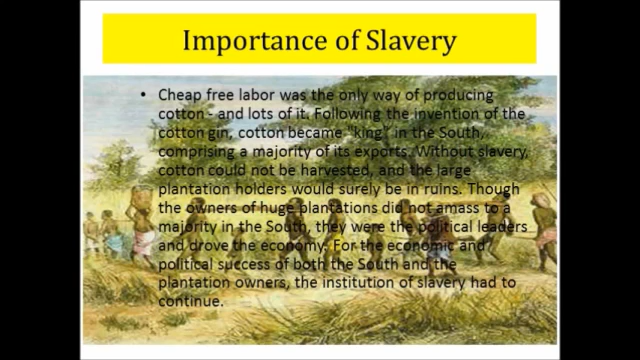 Importance of Slavery
• Cheap free labor was the only way of producing
cotton - and lots of it. Following the invention of the
cotton gin, cotton became "king" in the South,
comprising a majority of its exports. Without slavery,
cotton could not be harvested, and the large
plantation holders would surely be in ruins. Though
the owners of huge plantations did not amass to a
majority in the South, they were the political leaders
and drove the economy. For the economic and
political success of both the South and the
plantation owners, the institution of slavery had to
continue.